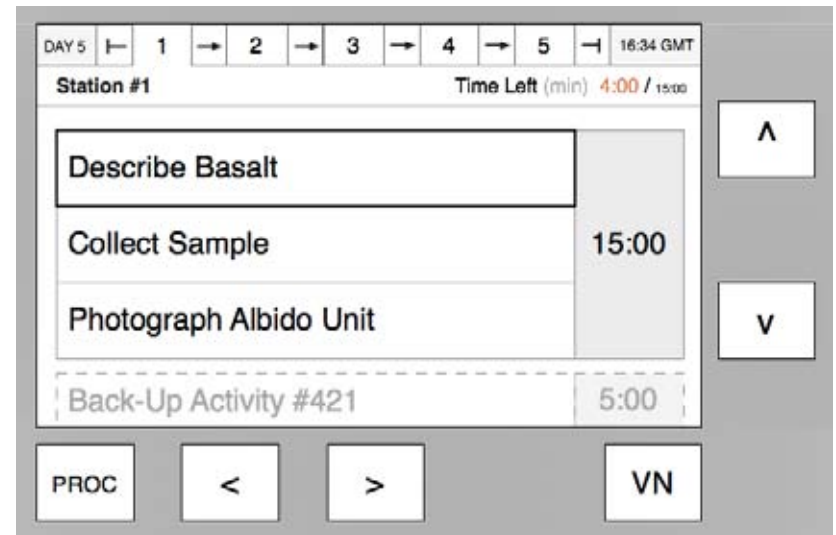 DAY 5 ⊢ 1 → 2 → 3 → 4 → 5 ⊣ 16:34 GMT
Station #1 Time Left (min) 4:00 / 15:00
Describe Basalt
Collect Sample
15:00
Photograph Albido Unit
Back-Up Activity #421 5:00
ʌ
v
PROC < > VN